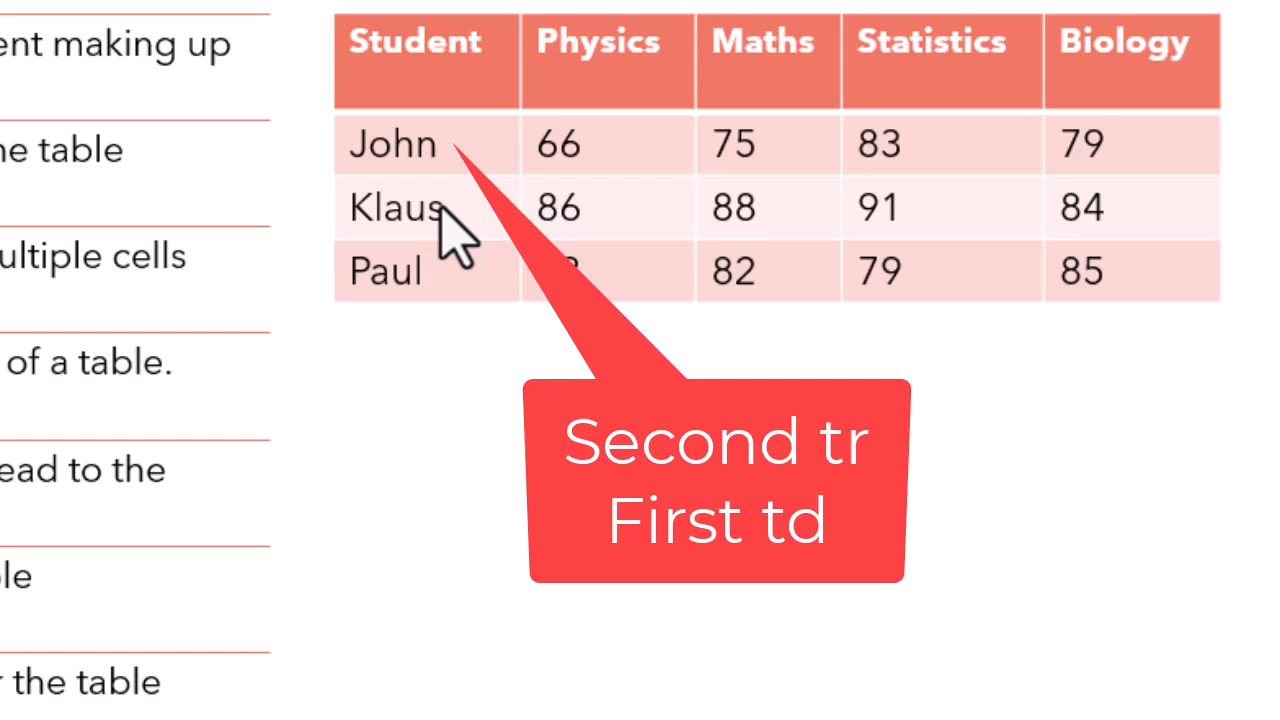 ent making up
he table
ultiple cells
of a table.
ead to the
ole
r the table
Student Physics Maths Statistics Biology
John 66 75 83 79
Klaus 86 88 91 84
Paul 82 79 85
Second tr
First td